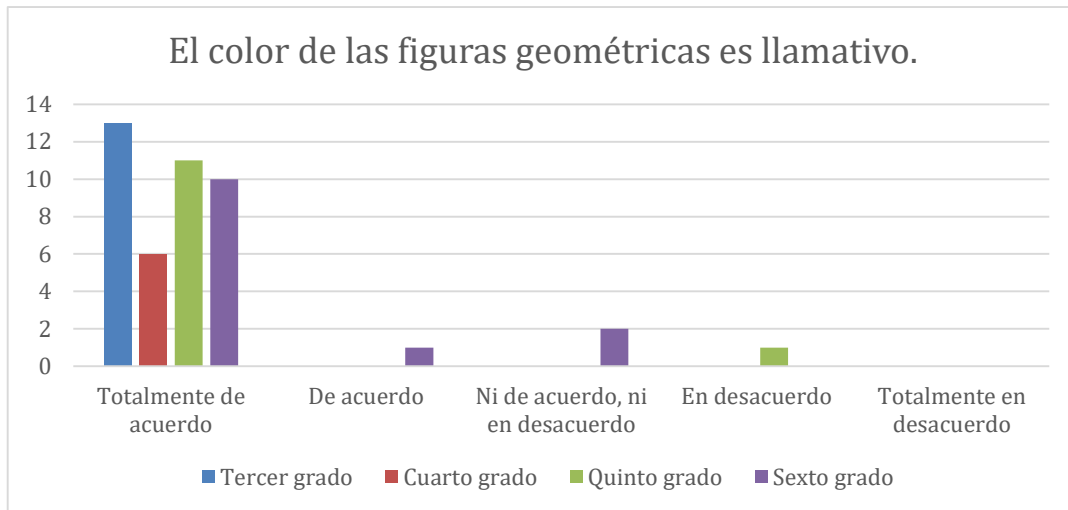 El color de las figuras geométricas es llamativo.
14
12
10
8
6
4
2
0
Totalmente de
acuerdo
De acuerdo
Ni de acuerdo, ni
en desacuerdo
En desacuerdo
Totalmente en
desacuerdo
Tercer grado
Cuarto grado
Quinto grado
Sexto grado